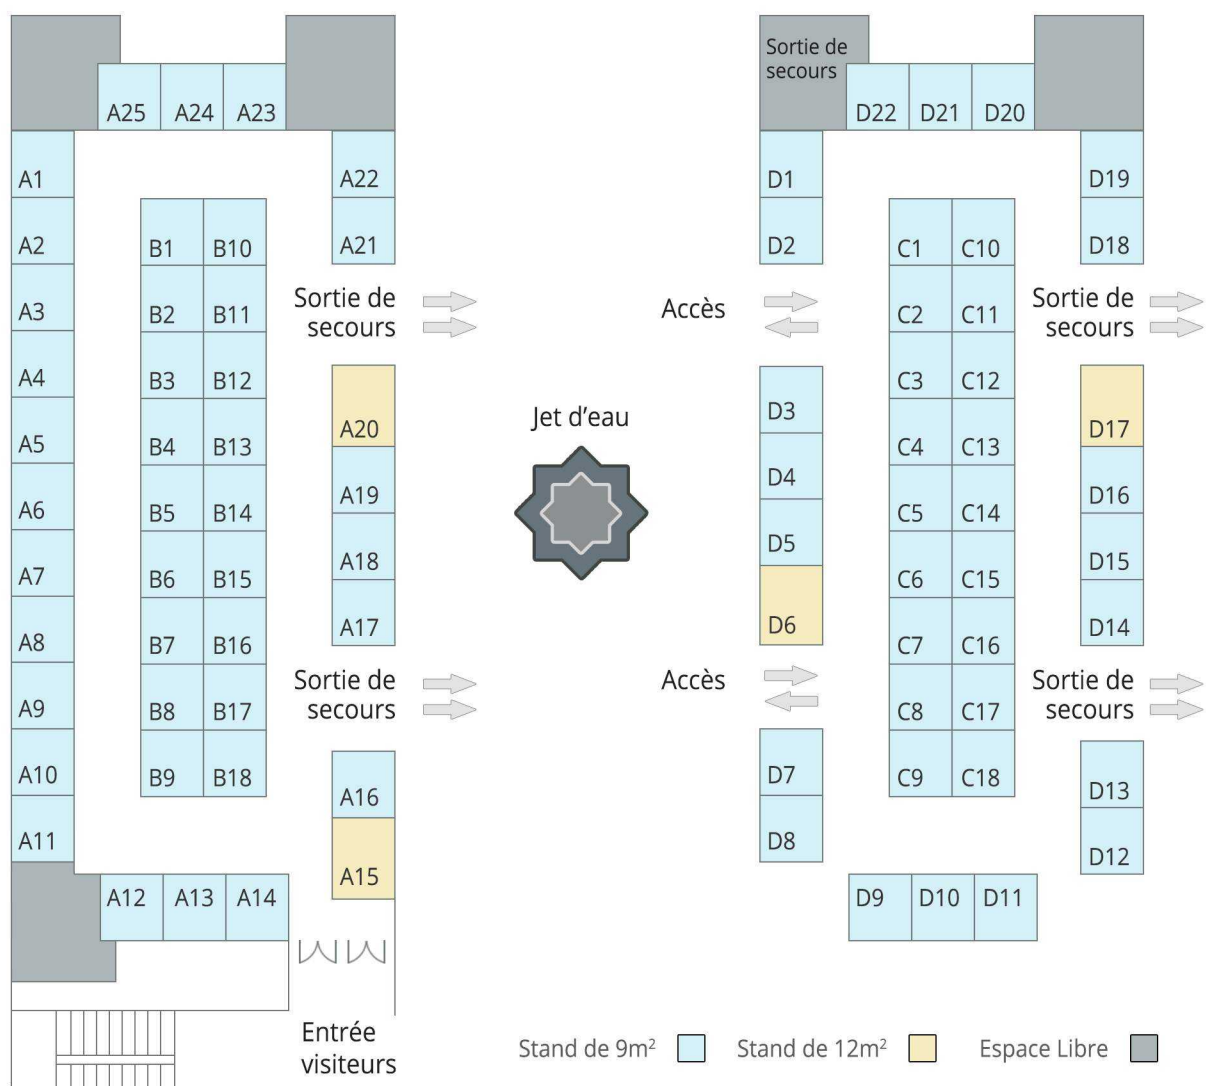 Sortie de
secours
A25 A24 A23
D22 D21 D20
A1
A22
D1
D19
A2
B1 B10
A21
D2
C1 C10
D18
A3
B2 B11
Sortie de
secours
Accès
C2 C11
Sortie de
secours
A4
B3 B12
A20
Jet d’eau
D3
C3 C12
D17
A5
B4 B13
A19
D4
C4 C13
D16
A6
B5 B14
A18
D5
C5 C14
D15
A7
B6 B15
A17
D6
C6 C15
D14
A8
B7 B16
C7 C16
A9
B8 B17
Sortie de
secours
Accès
C8 C17
Sortie de
secours
A10
B9 B18
A16
D7
C9 C18
D13
A11
A15
D8
D12
A12 A13 A14
D9 D10 D11
Entrée
visiteurs
Stand de 9m² Stand de 12m² Espace Libre